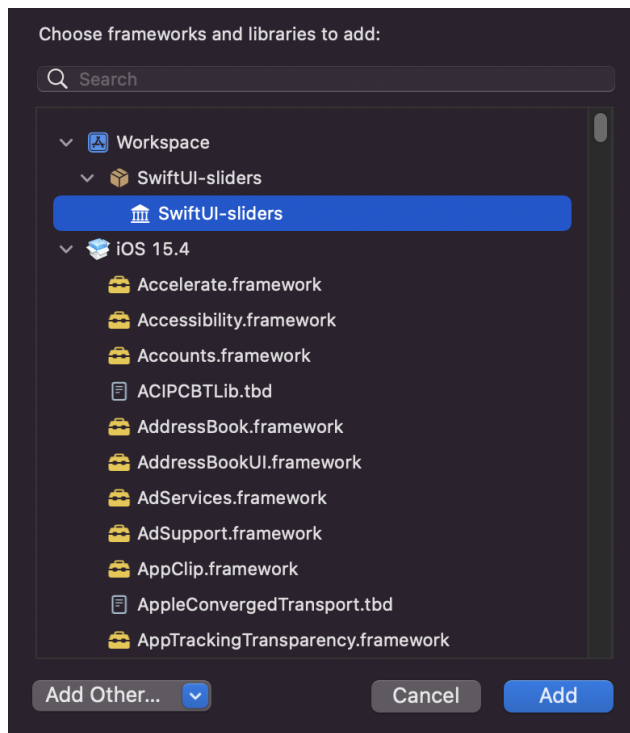 Choose frameworks and libraries to add:
Search
Workspace
SwiftUI-sliders
SwiftUI-sliders
iOS 15.4
Accelerate.framework
Accessibility.framework
Accounts.framework
ACIPCBTLib.tbd
AddressBook.framework
AddressBookUI.framework
AdServices.framework
AdSupport.framework
AppClip.framework
AppleConvergedTransport.tbd
AppTrackingTransparency.framework
Add Other... Cancel Add